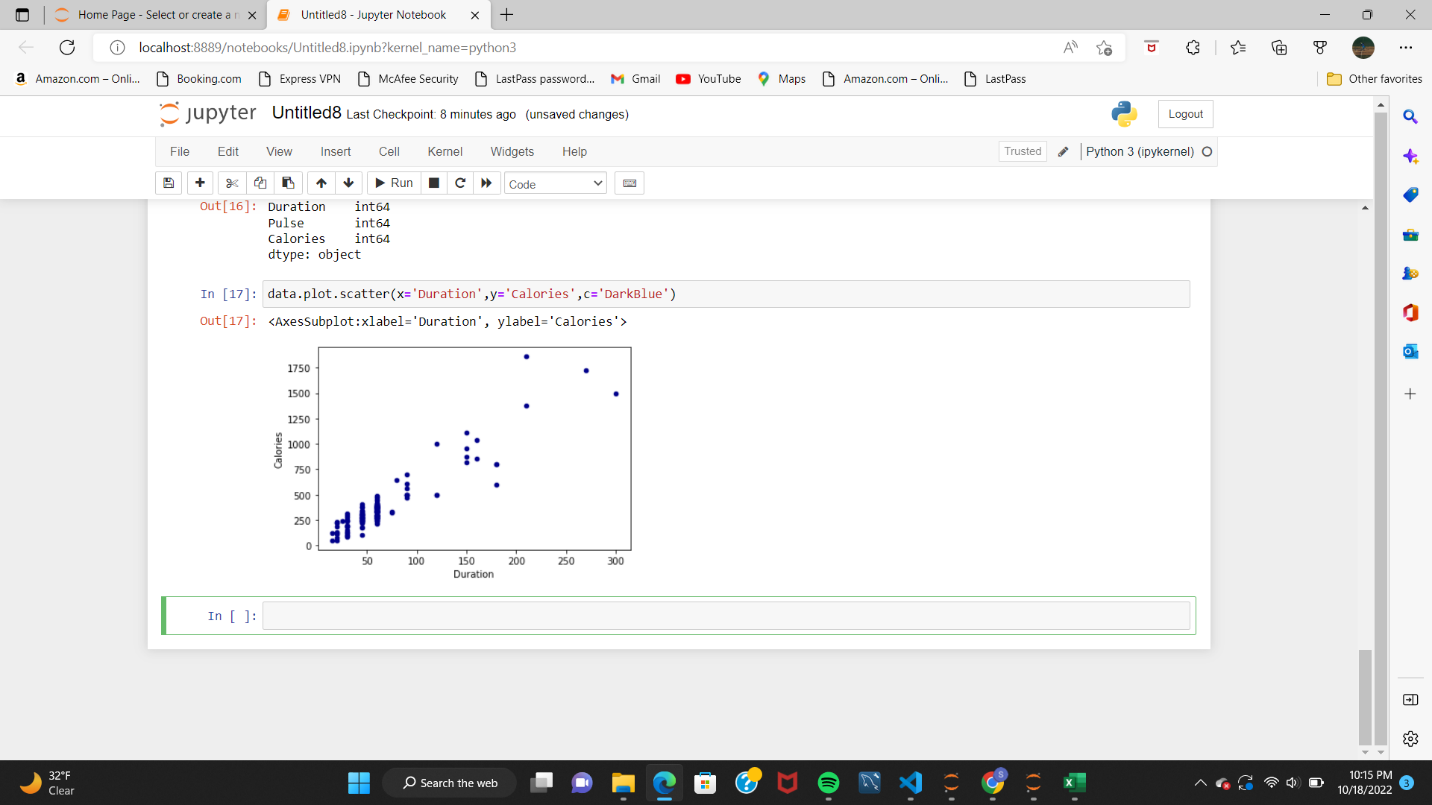 Home Page - Select or create a n
Untitled8 - Jupyter Notebook
localhost:8889/notebooks/Untitled8.ipynb?kernel_name=python3
Amazon.com – Onli...
Booking.com
Express VPN
McAfee Security
LastPass password...
Gmail
YouTube
Maps
Amazon.com – Onli...
LastPass
Other favorites
jupyter Untitled8 Last Checkpoint: 8 minutes ago (unsaved changes)
Logout
File Edit View Insert Cell Kernel Widgets Help
Trusted
Python 3 (ipykernel)
Run
Code
Out[16]: Duration int64
Pulse int64
Calories int64
dtype: object
In [17]: data.plot.scatter(x='Duration',y='Calories',c='DarkBlue')
Out[17]: <AxesSubplot:xlabel='Duration', ylabel='Calories'>
1750
1500
1250
1000
750
500
250
0
Calories
50 100 150 200 250 300
Duration
In [ ]:
32°F
Clear
Search the web
S
10:15 PM
10/18/2022
3